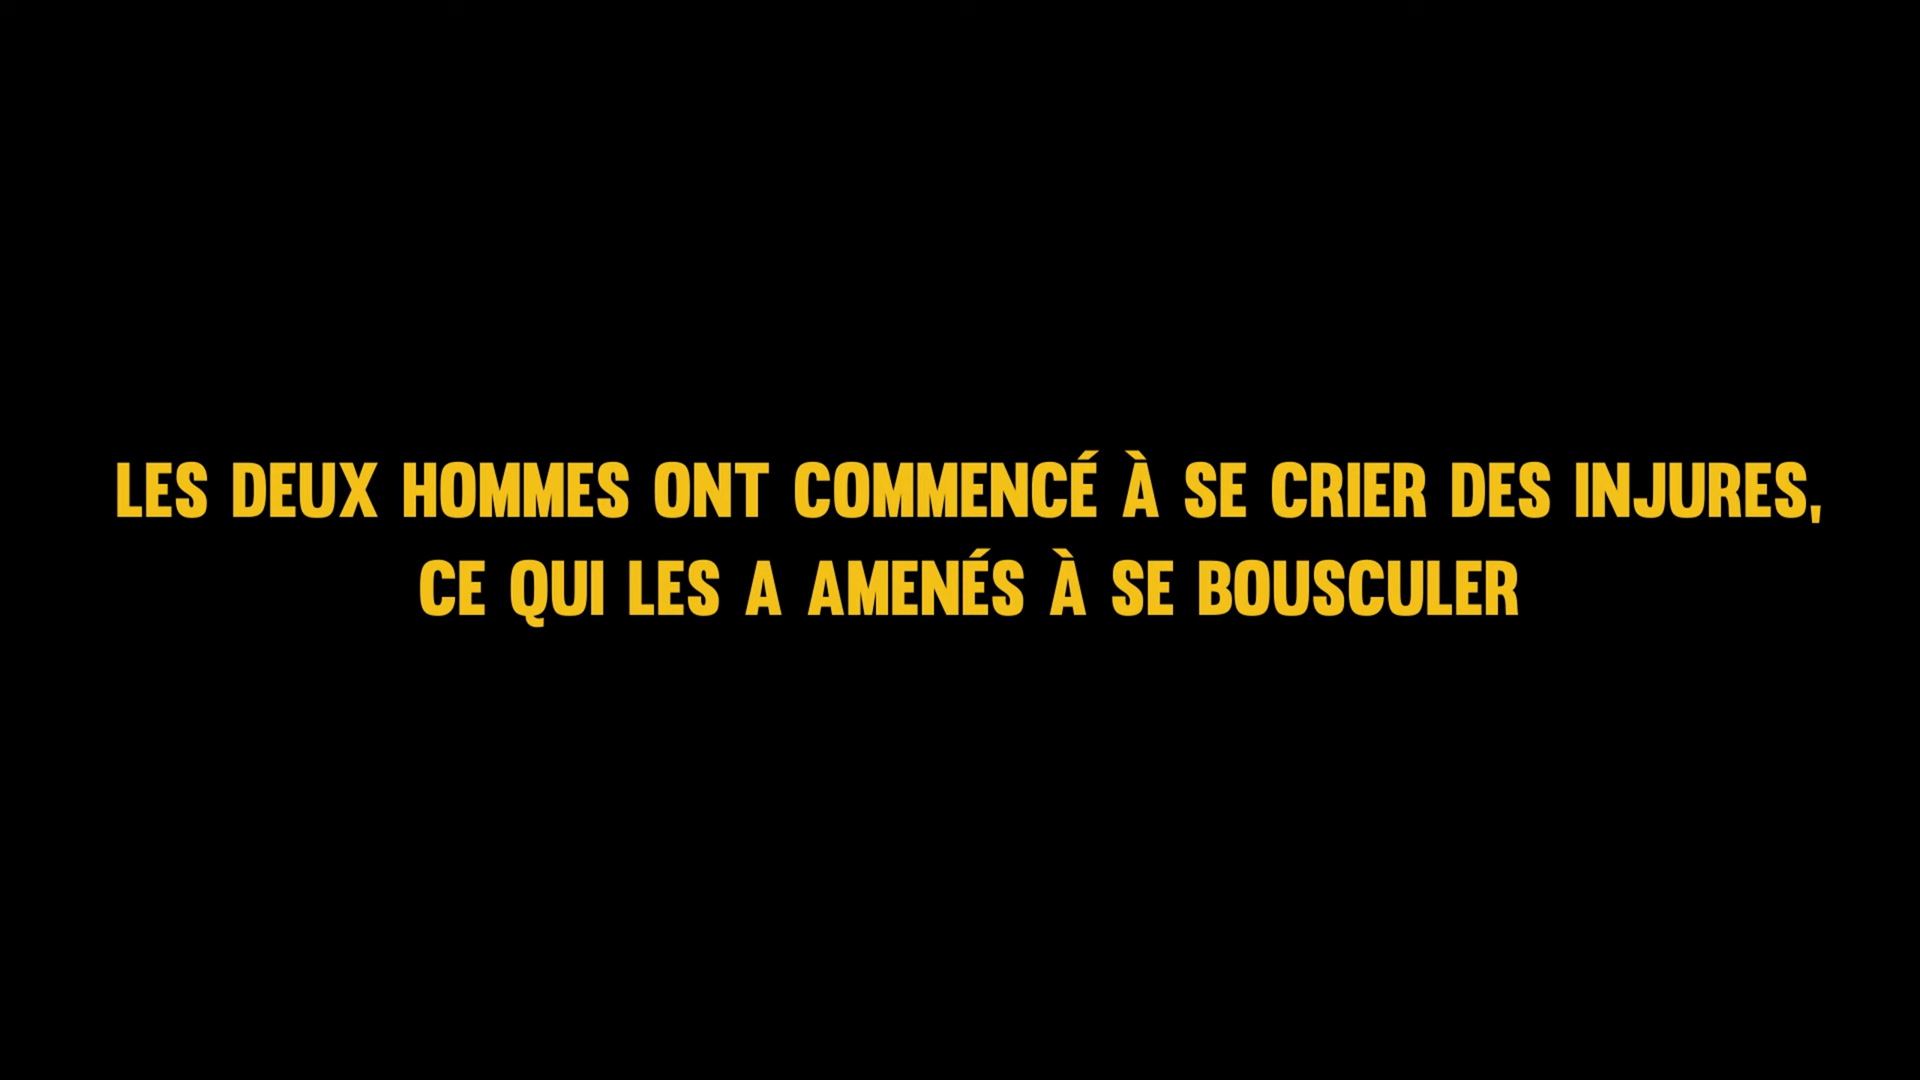 LES DEUX HOMMES ONT COMMENCÉ À SE CRIER DES INJURES,
CE QUI LES A AMENÉS À SE BOUSCULER